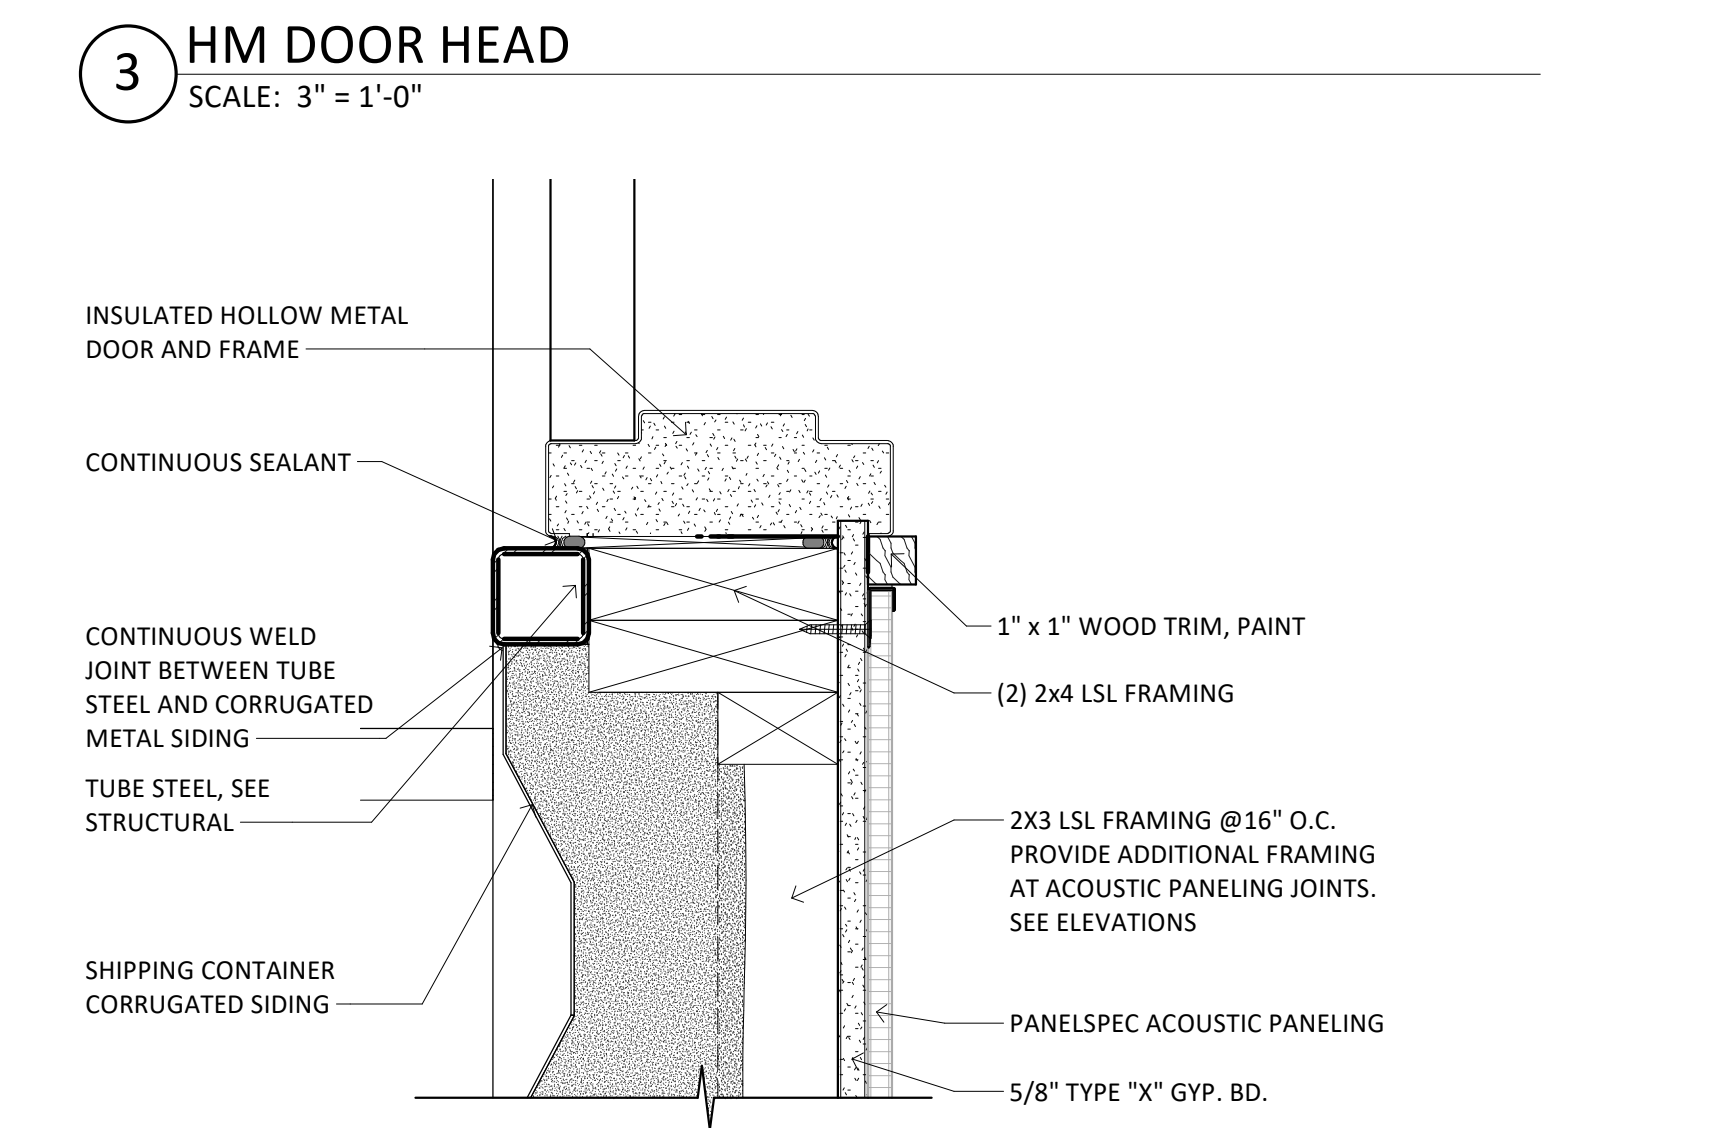 3
HM DOOR HEAD
SCALE: 3" = 1'-0"
INSULATED HOLLOW METAL
DOOR AND FRAME
CONTINUOUS SEALANT
CONTINUOUS WELD
JOINT BETWEEN TUBE
STEEL AND CORRUGATED
METAL SIDING
TUBE STEEL, SEE
STRUCTURAL
SHIPPING CONTAINER
CORRUGATED SIDING
1" x 1" WOOD TRIM, PAINT
(2) 2x4 LSL FRAMING
2X3 LSL FRAMING @16" O.C.
PROVIDE ADDITIONAL FRAMING
AT ACOUSTIC PANELING JOINTS.
SEE ELEVATIONS
PANELSPEC ACOUSTIC PANELING
5/8" TYPE "X" GYP. BD.